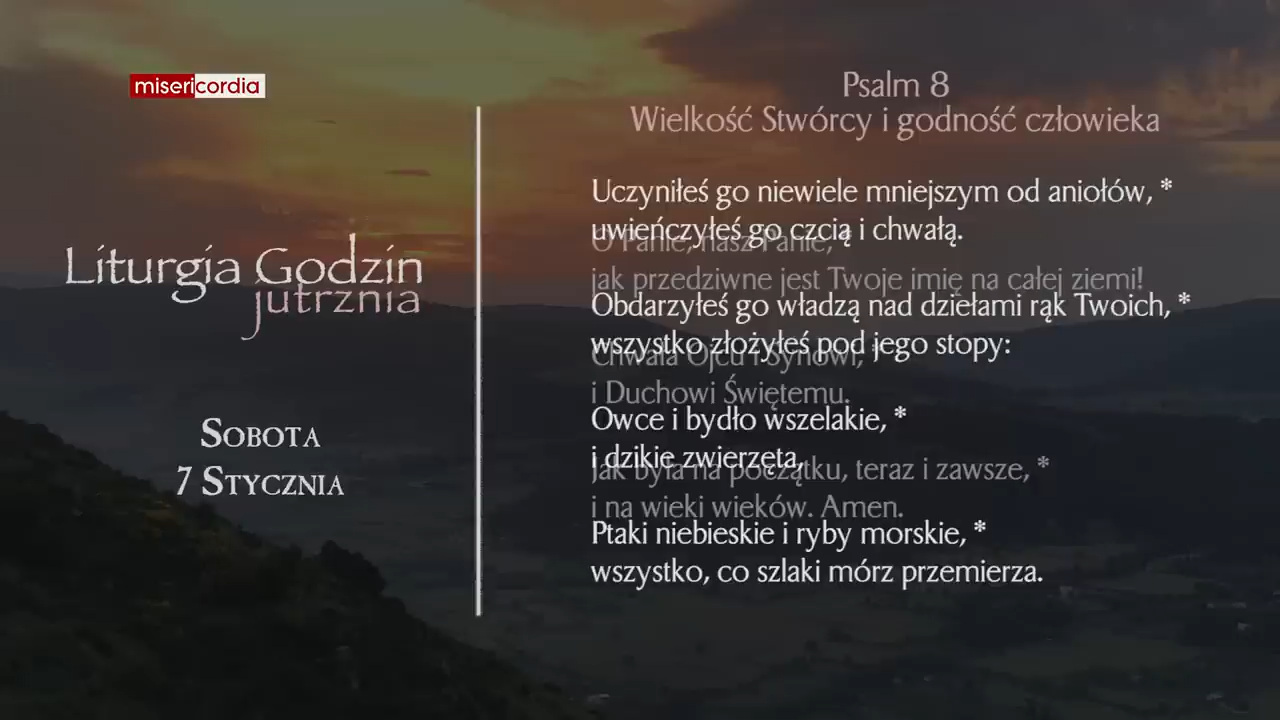 misericordia
Liturgia Godzin
jutrznia
Sobota
7 Stycznia
Psalm 8
Wielkość Stwórcy i godność człowieka
Uczyniłeś go niewiele mniejszym od aniołów, *
uwieńczyłeś go czcią i chwałą.
O Panie, nasz Panie, *
jak przedziwne jest Twoje imię na całej ziemi!
Obdarzyłeś go władzą nad dziełami rąk Twoich, *
wszystko złożyłeś pod jego stopy:
Chwała Ojcu i Synowi, *
i Duchowi Świętemu.
Owce i bydło wszelakie, *
i dzikie zwierzęta,
Jak była na początku, teraz i zawsze, *
i na wieki wieków. Amen.
Ptaki niebieskie i ryby morskie, *
wszystko, co szlaki mórz przemierza.